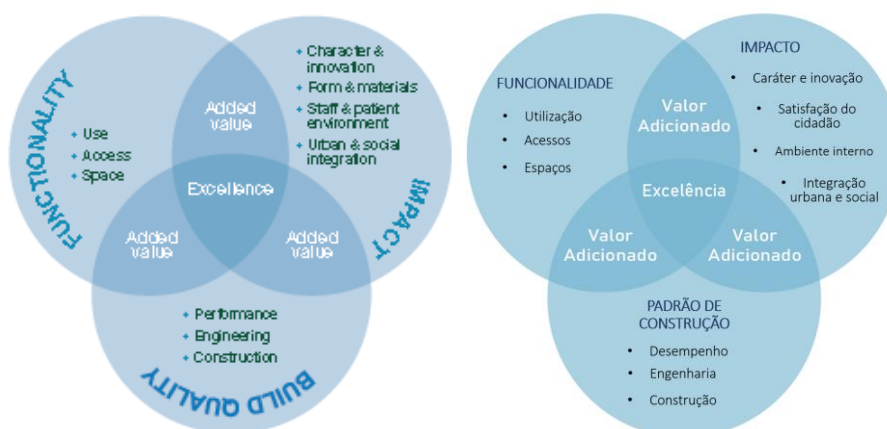 FUNCTIONALITY
+ Use
+ Access
+ Space
Added
value
+ Character &
innovation
+ Form & materials
+ Staff & patient
environment
+ Urban & social
integration
IMPACT
Excellence
Added
value
Added
value
+ Performance
+ Engineering
+ Construction
BUILD QUALITY
FUNCIONALIDADE
• Utilização
• Acessos
• Espaços
Valor
Adicionado
IMPACTO
• Caráter e inovação
• Satisfação do
cidadão
• Ambiente interno
• Integração
urbana e social
Excelência
Valor
Adicionado
Valor
Adicionado
PADRÃO DE
CONSTRUÇÃO
• Desempenho
• Engenharia
• Construção